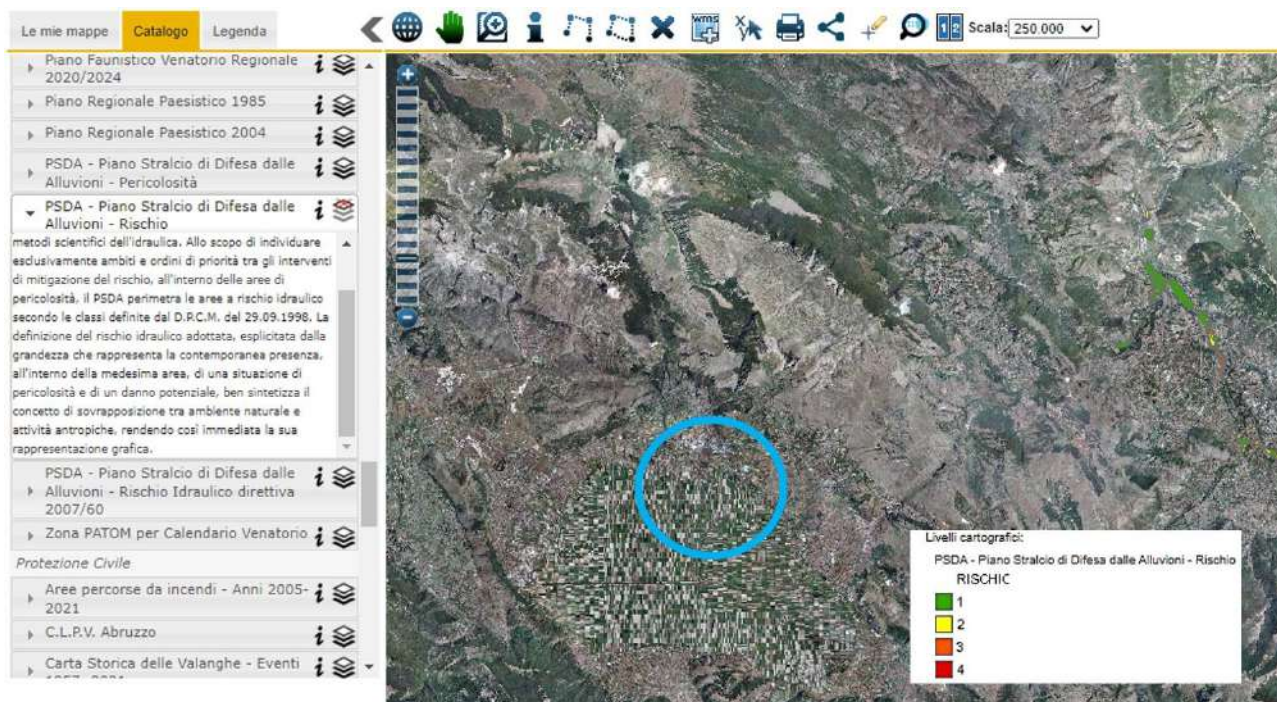 Le mie mappe
Catalogo
Legenda
wms
x
y
1 2
Scala: 250.000
Piano Faunistico Venatorio Regionale
2020/2024
Piano Regionale Paesistico 1985
Piano Regionale Paesistico 2004
PSDA - Piano Stralcio di Difesa dalle
Alluvioni - Pericolosità
PSDA - Piano Stralcio di Difesa dalle
Alluvioni - Rischio
metodi scientifici dell'idraulica. Allo scopo di individuare
esclusivamente ambiti e ordini di priorità tra gli interventi
di mitigazione del rischio, all'interno delle aree di
pericolosità, il PSDA perimetra le aree a rischio idraulico
secondo le classi definite dal D.P.C.M. del 29.09.1998. La
definizione del rischio idraulico adottata, esplicitata dalla
grandezza che rappresenta la contemporanea presenza,
all'interno della medesima area, di una situazione di
pericolosità e di un danno potenziale, ben sintetizza il
concetto di sovrapposizione tra ambiente naturale e
attività antropiche, rendendo così immediata la sua
rappresentazione grafica.
PSDA - Piano Stralcio di Difesa dalle
Alluvioni - Rischio Idraulico direttiva
2007/60
Zona PATOM per Calendario Venatorio
Protezione Civile
Aree percorse da incendi - Anni 2005-
2021
C.L.P.V. Abruzzo
Carta Storica delle Valanghe - Eventi
Livelli cartografici:
PSDA - Piano Stralcio di Difesa dalle Alluvioni - Rischio
RISCHIC
1
2
3
4